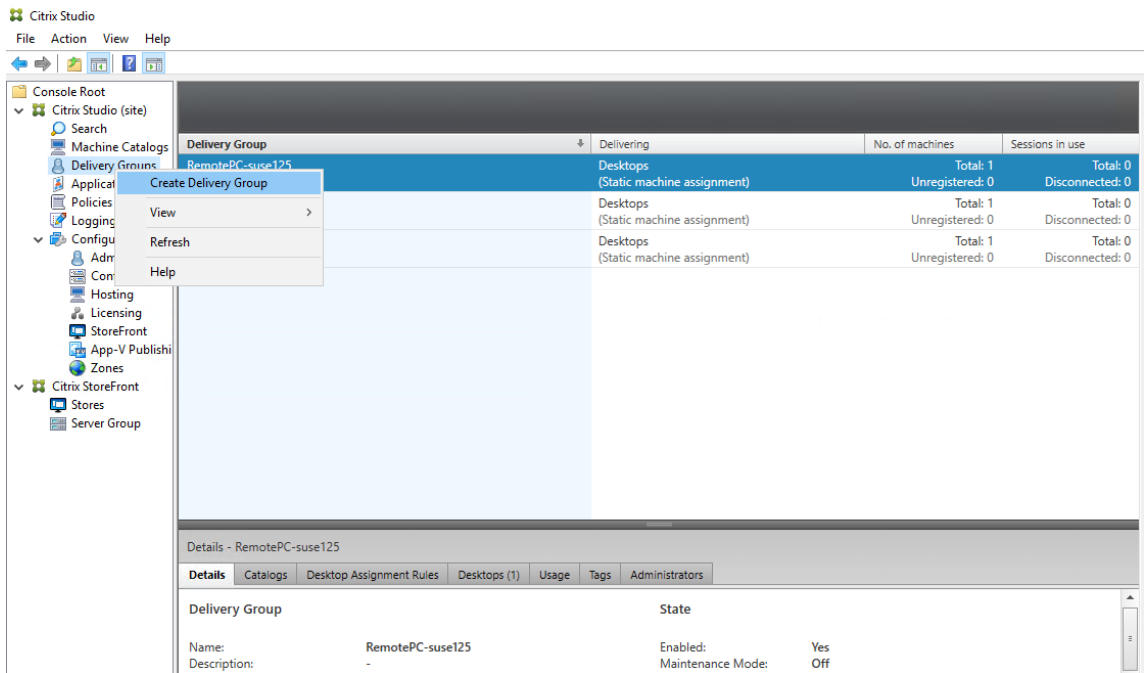 Citrix Studio
File Action View Help
Console Root
Citrix Studio (site)
Search
Machine Catalogs
Delivery Groups
Applicat
Policies
Logging
Configu
Adm
Con
Hosting
Licensing
StoreFront
App-V Publishi
Zones
Citrix StoreFront
Stores
Server Group
Create Delivery Group
View
Refresh
Help
Delivery Group Delivering No. of machines Sessions in use
RemotePC-suse125 Desktops Total: 1 Total: 0
(Static machine assignment) Unregistered: 0 Disconnected: 0
Desktops Total: 1 Total: 0
(Static machine assignment) Unregistered: 0 Disconnected: 0
Desktops Total: 1 Total: 0
(Static machine assignment) Unregistered: 0 Disconnected: 0
Details - RemotePC-suse125
Details Catalogs Desktop Assignment Rules Desktops (1) Usage Tags Administrators
Delivery Group State
Name: RemotePC-suse125 Enabled: Yes
Description: - Maintenance Mode: Off